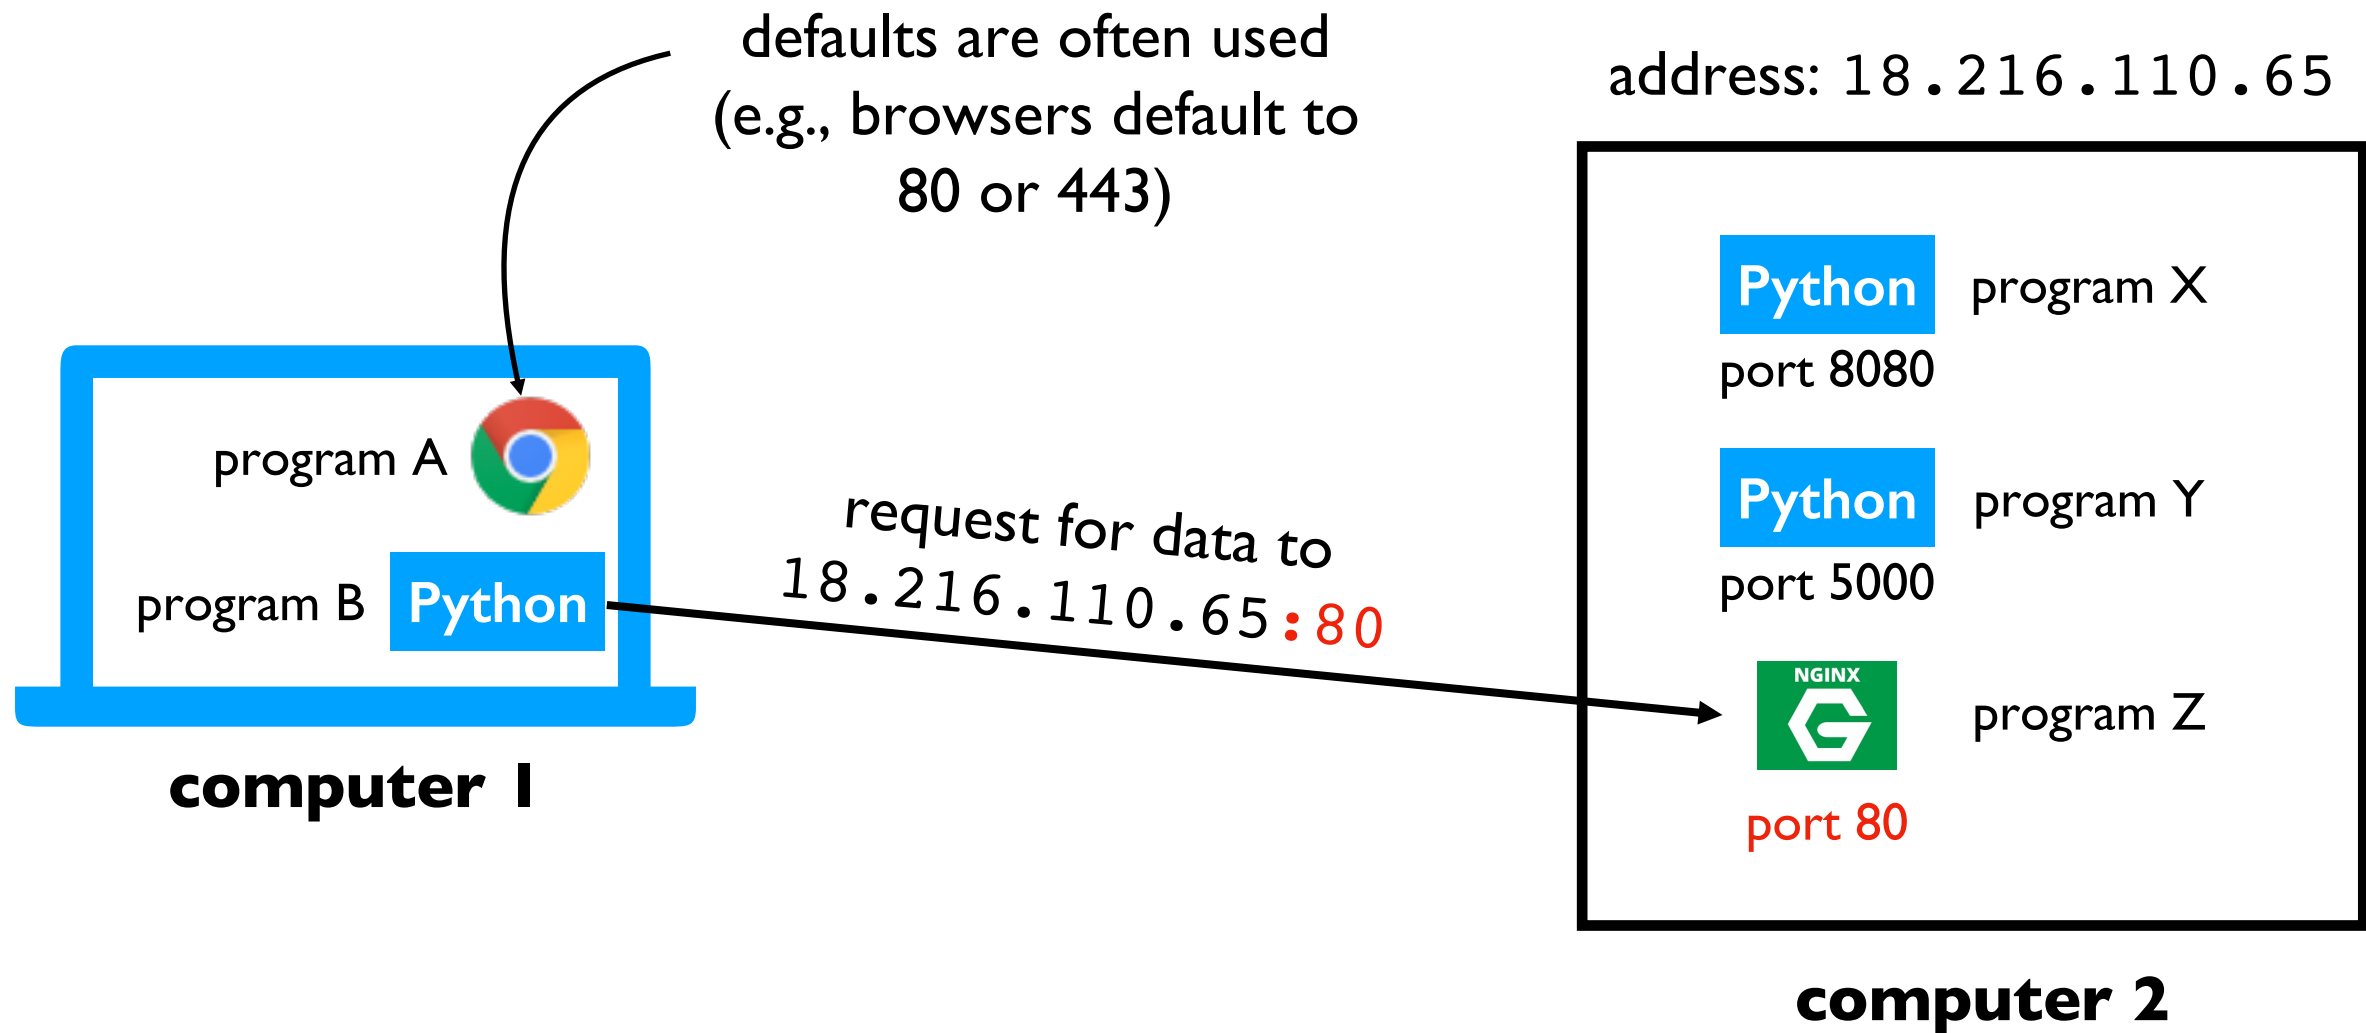 defaults are often used
(e.g., browsers default to
80 or 443)
address: 18.216.110.65
program A
program B
Python
computer 1
request for data to
18.216.110.65:80
Python
program X
port 8080
Python
program Y
port 5000
NGINX
program Z
port 80
computer 2